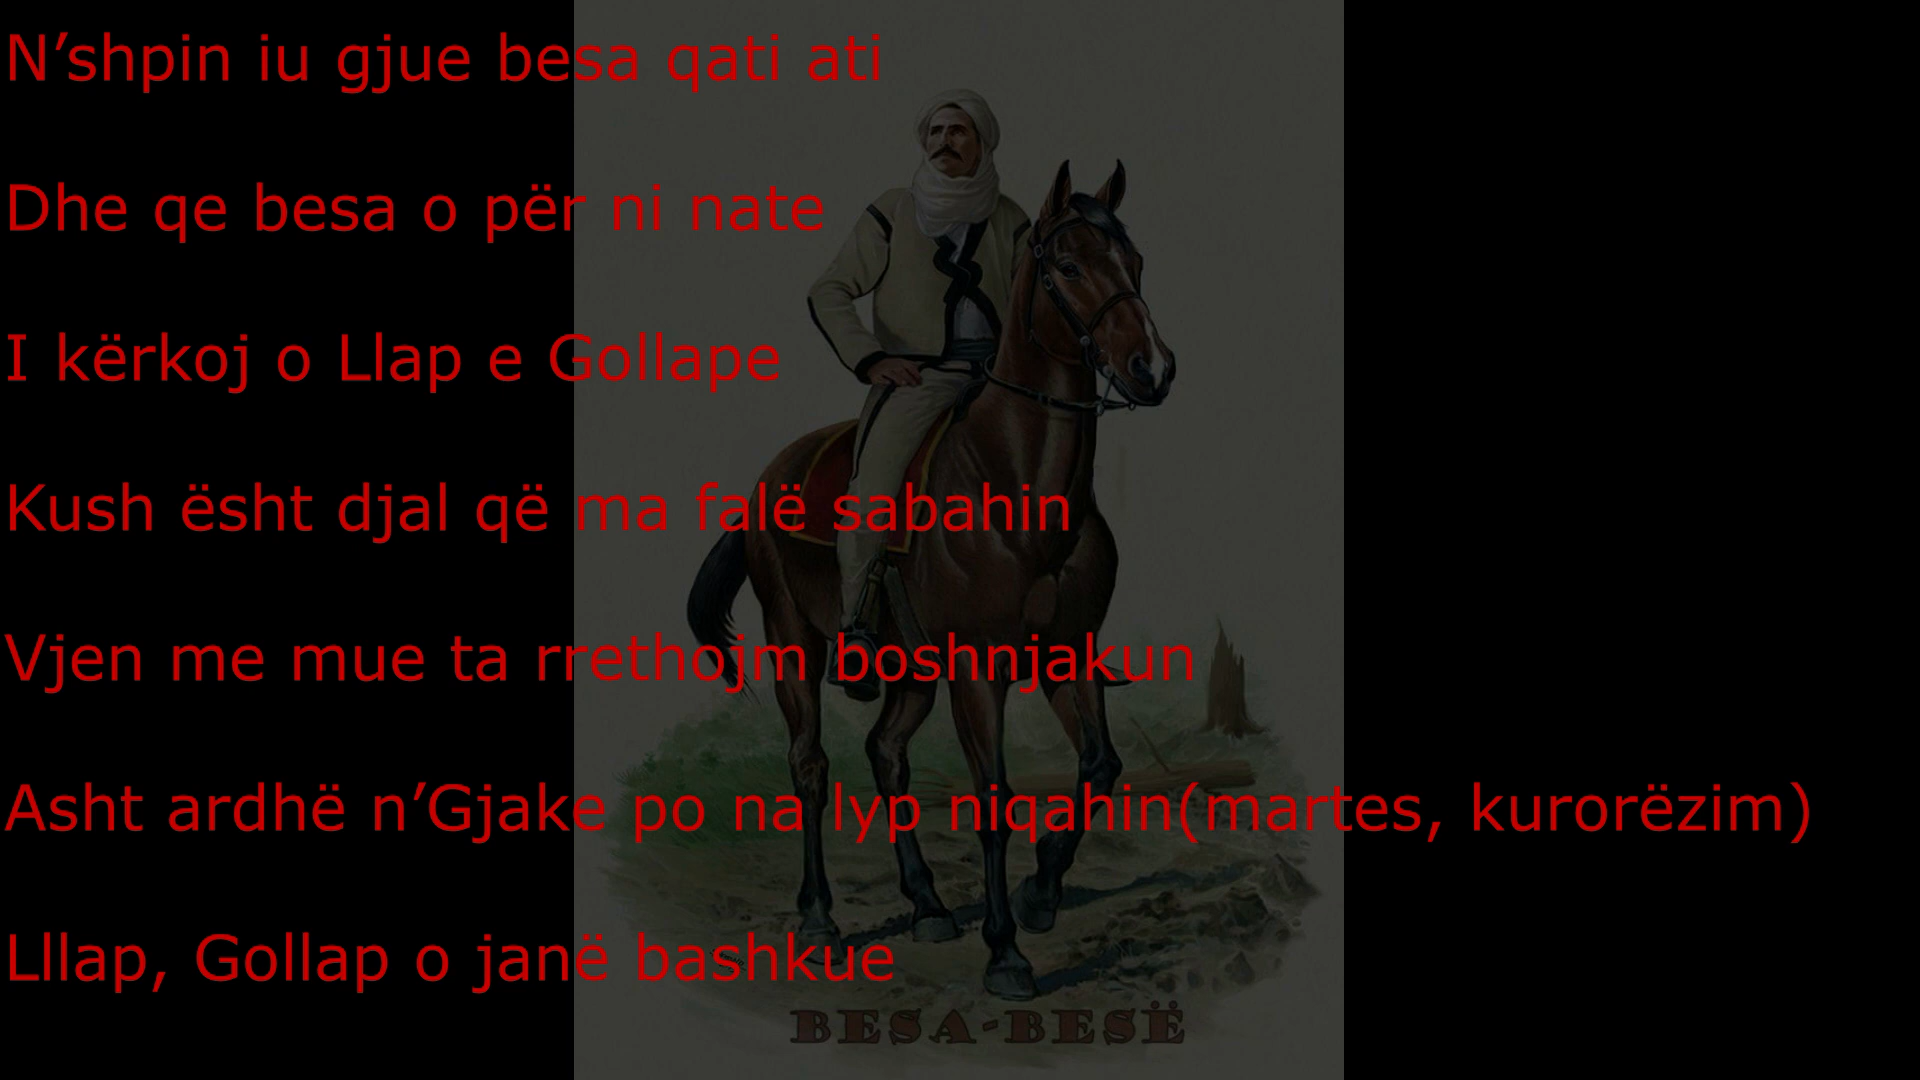 N’shpin iu gjue besa qati ati
Dhe qe besa o për ni nate
I kërkoj o Llap e Gollape
Kush ësht djal që ma falë sabahin
Vjen me mue ta rrethojm boshnjakun
Asht ardhë n’Gjake po na lyp niqahin(martes, kurorëzim)
Lllap, Gollap o janë bashkue
BESA-BESË